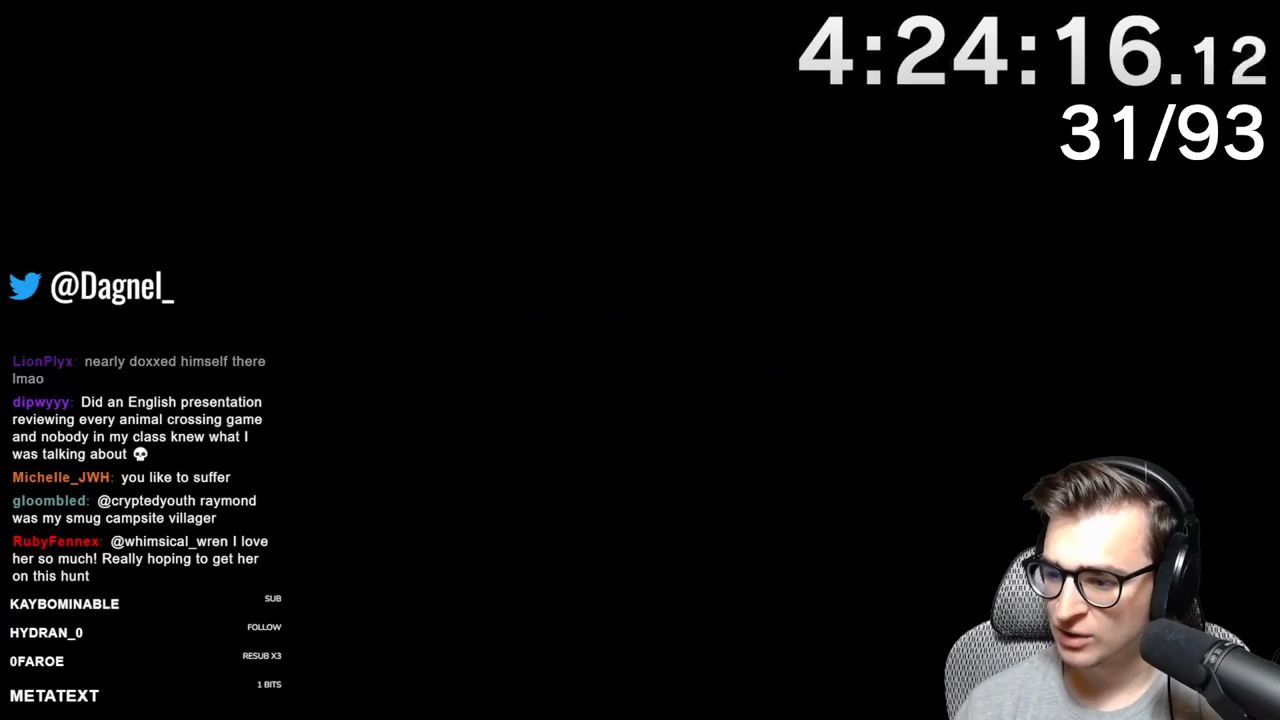 4:24:16.12
31/93
@Dagnel_
LionPlyx: nearly doxxed himself there
lmao
dipwyyy: Did an English presentation
reviewing every animal crossing game
and nobody in my class knew what I
was talking about 💀
Michelle_JWH: you like to suffer
gloombled: @cryptedyouth raymond
was my smug campsite villager
RubyFennex: @whimsical_wren I love
her so much! Really hoping to get her
on this hunt
KAYBOMINABLE SUB
HYDRAN_0 FOLLOW
0FAROE RESUB X3
METATEXT 1 BITS